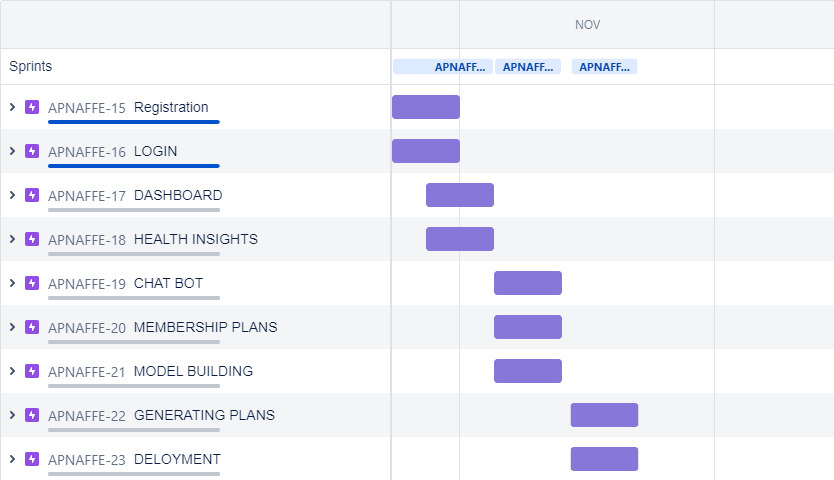 NOV
Sprints APNAFF... APNAFF... APNAFF...
APNAFFE-15 Registration
APNAFFE-16 LOGIN
APNAFFE-17 DASHBOARD
APNAFFE-18 HEALTH INSIGHTS
APNAFFE-19 CHAT BOT
APNAFFE-20 MEMBERSHIP PLANS
APNAFFE-21 MODEL BUILDING
APNAFFE-22 GENERATING PLANS
APNAFFE-23 DELOYMENT